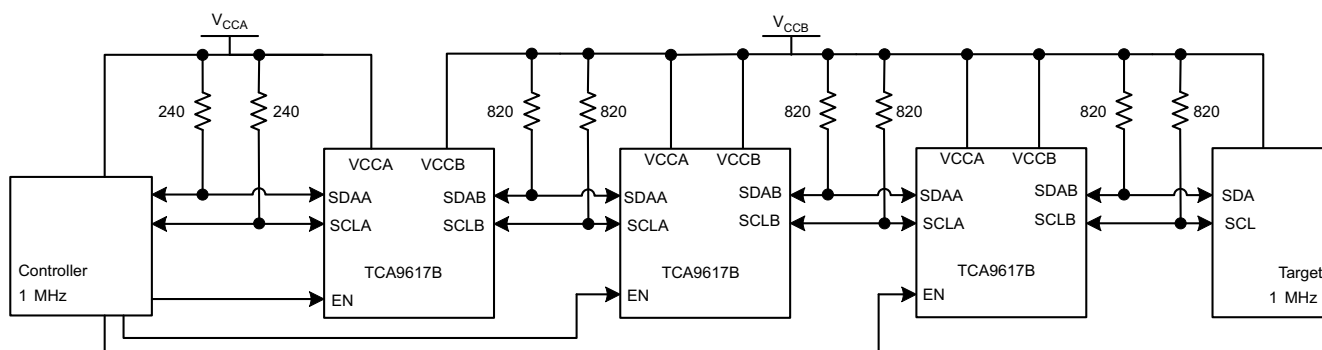 V_CCA
V_CCB
240
240
820
820
820
820
820
820
VCCA
VCCB
VCCA
VCCB
VCCA
VCCB
SDAA
SDAB
SDAA
SDAB
SDAA
SDAB
SDA
SCLA
SCLB
SCLA
SCLB
SCLA
SCLB
SCL
Controller
1 MHz
TCA9617B
TCA9617B
TCA9617B
Target
1 MHz
EN
EN
EN